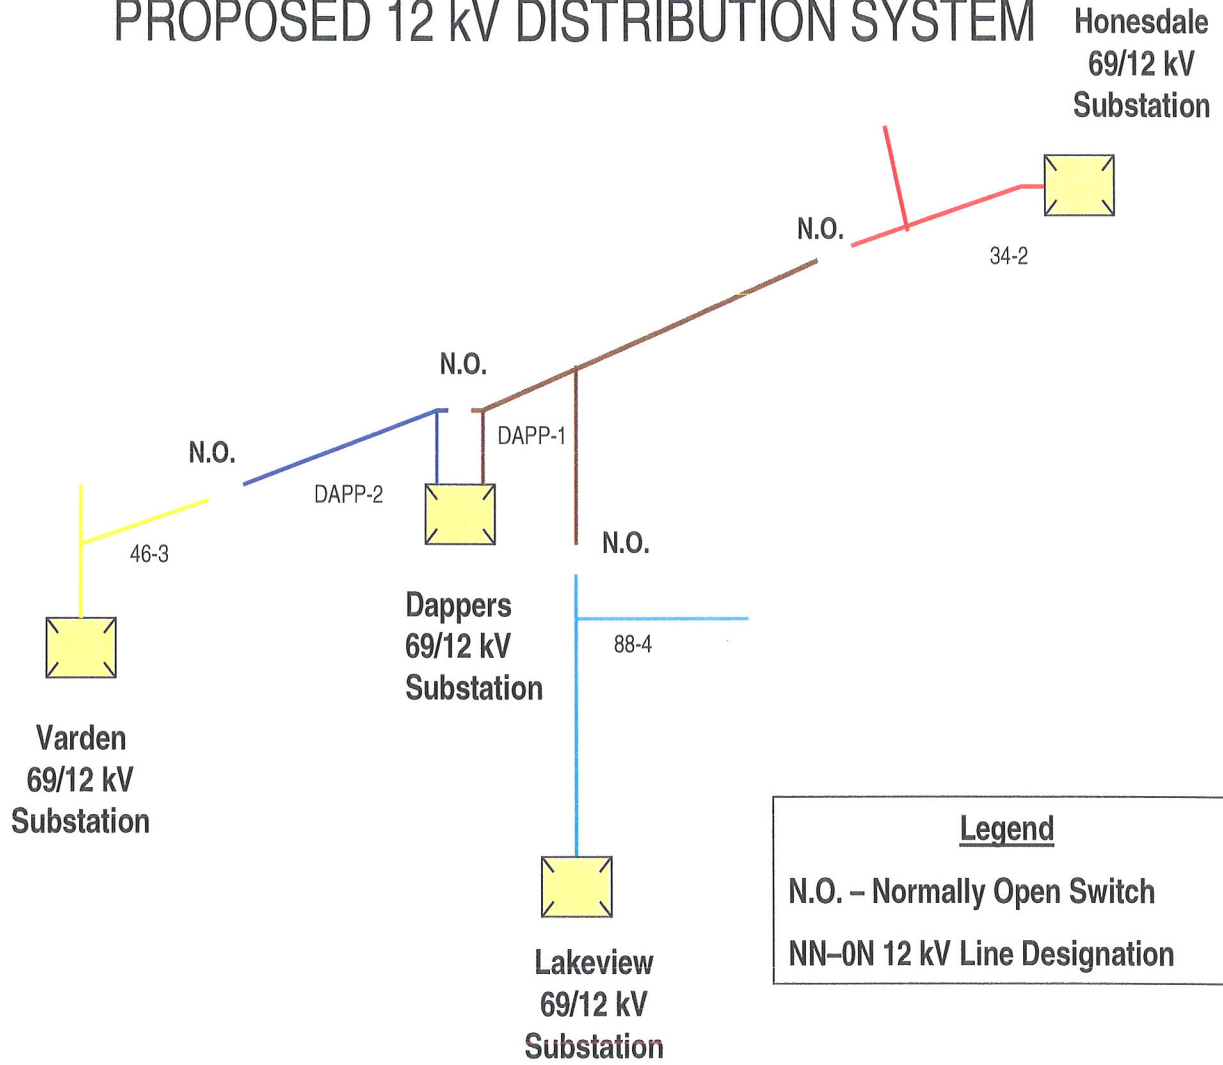 PROPOSED 12 kV DISTRIBUTION SYSTEM
Honesdale
69/12 kV
Substation
N.O.
34-2
N.O.
DAPP-1
N.O.
DAPP-2
46-3
N.O.
Dappers
69/12 kV
Substation
88-4
Varden
69/12 kV
Substation
Lakeview
69/12 kV
Substation
Legend
N.O. – Normally Open Switch
NN–0N 12 kV Line Designation